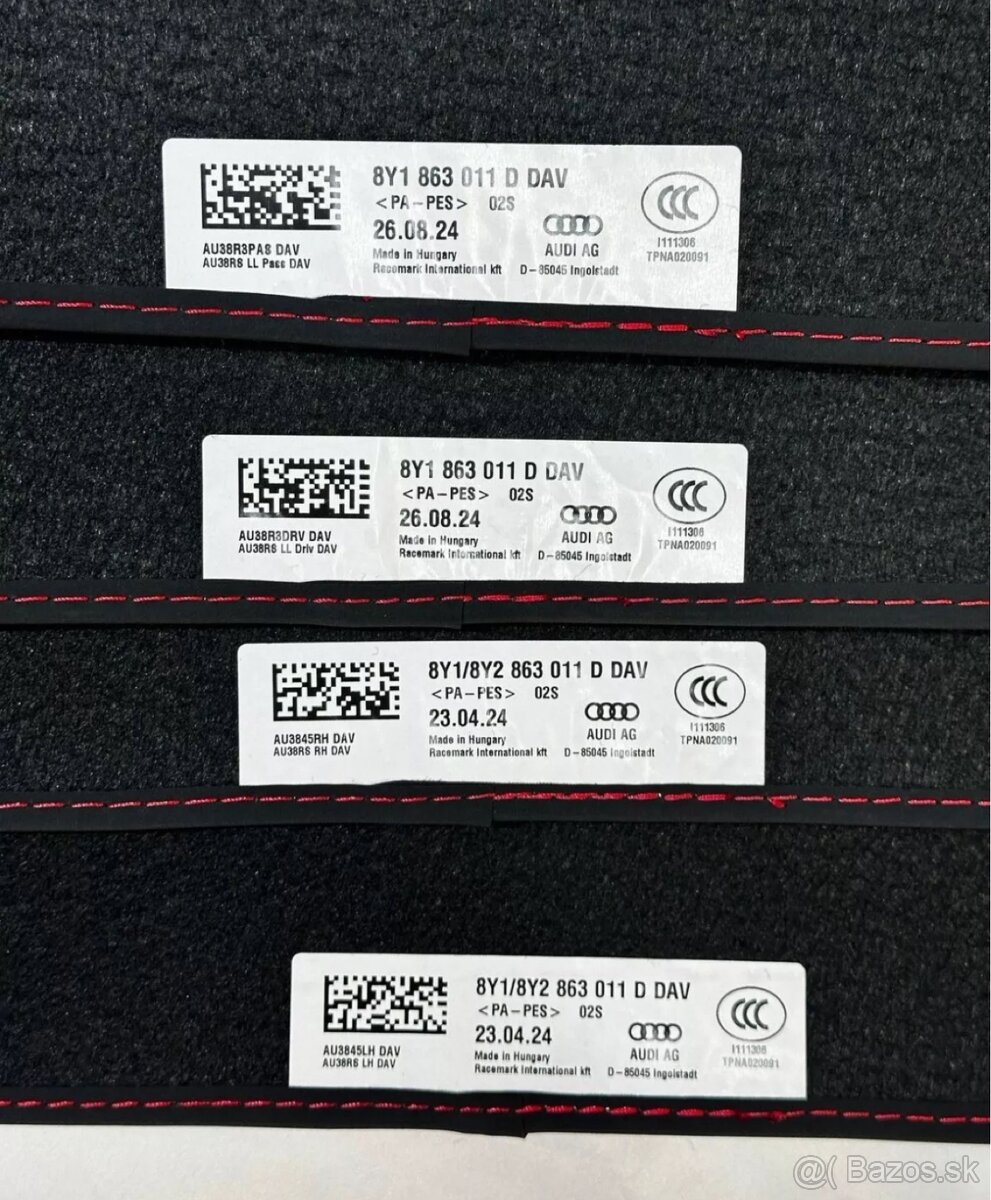 8Y1 863 011 D DAV
<PA-PES> 02S
26.08.24
AUDI AG
Made in Hungary
Racemark International kft D-85045 Ingolstadt
AU38R3PAS DAV
AU38RS LL Pass DAV
CCC
I111306
TPNA020091
8Y1 863 011 D DAV
<PA-PES> 02S
26.08.24
AUDI AG
Made in Hungary
Racemark International kft D-85045 Ingolstadt
AU38R3DRV DAV
AU38RS LL Driv DAV
CCC
I111306
TPNA020091
8Y1/8Y2 863 011 D DAV
<PA-PES> 02S
23.04.24
AUDI AG
Made in Hungary
Racemark International kft D-85045 Ingolstadt
AU3845RH DAV
AU38RS RH DAV
CCC
I111306
TPNA020091
8Y1/8Y2 863 011 D DAV
<PA-PES> 02S
23.04.24
AUDI AG
Made in Hungary
Racemark International kft D-85045 Ingolstadt
AU3845LH DAV
AU38RS LH DAV
CCC
I111306
TPNA020091
@( Bazos.sk